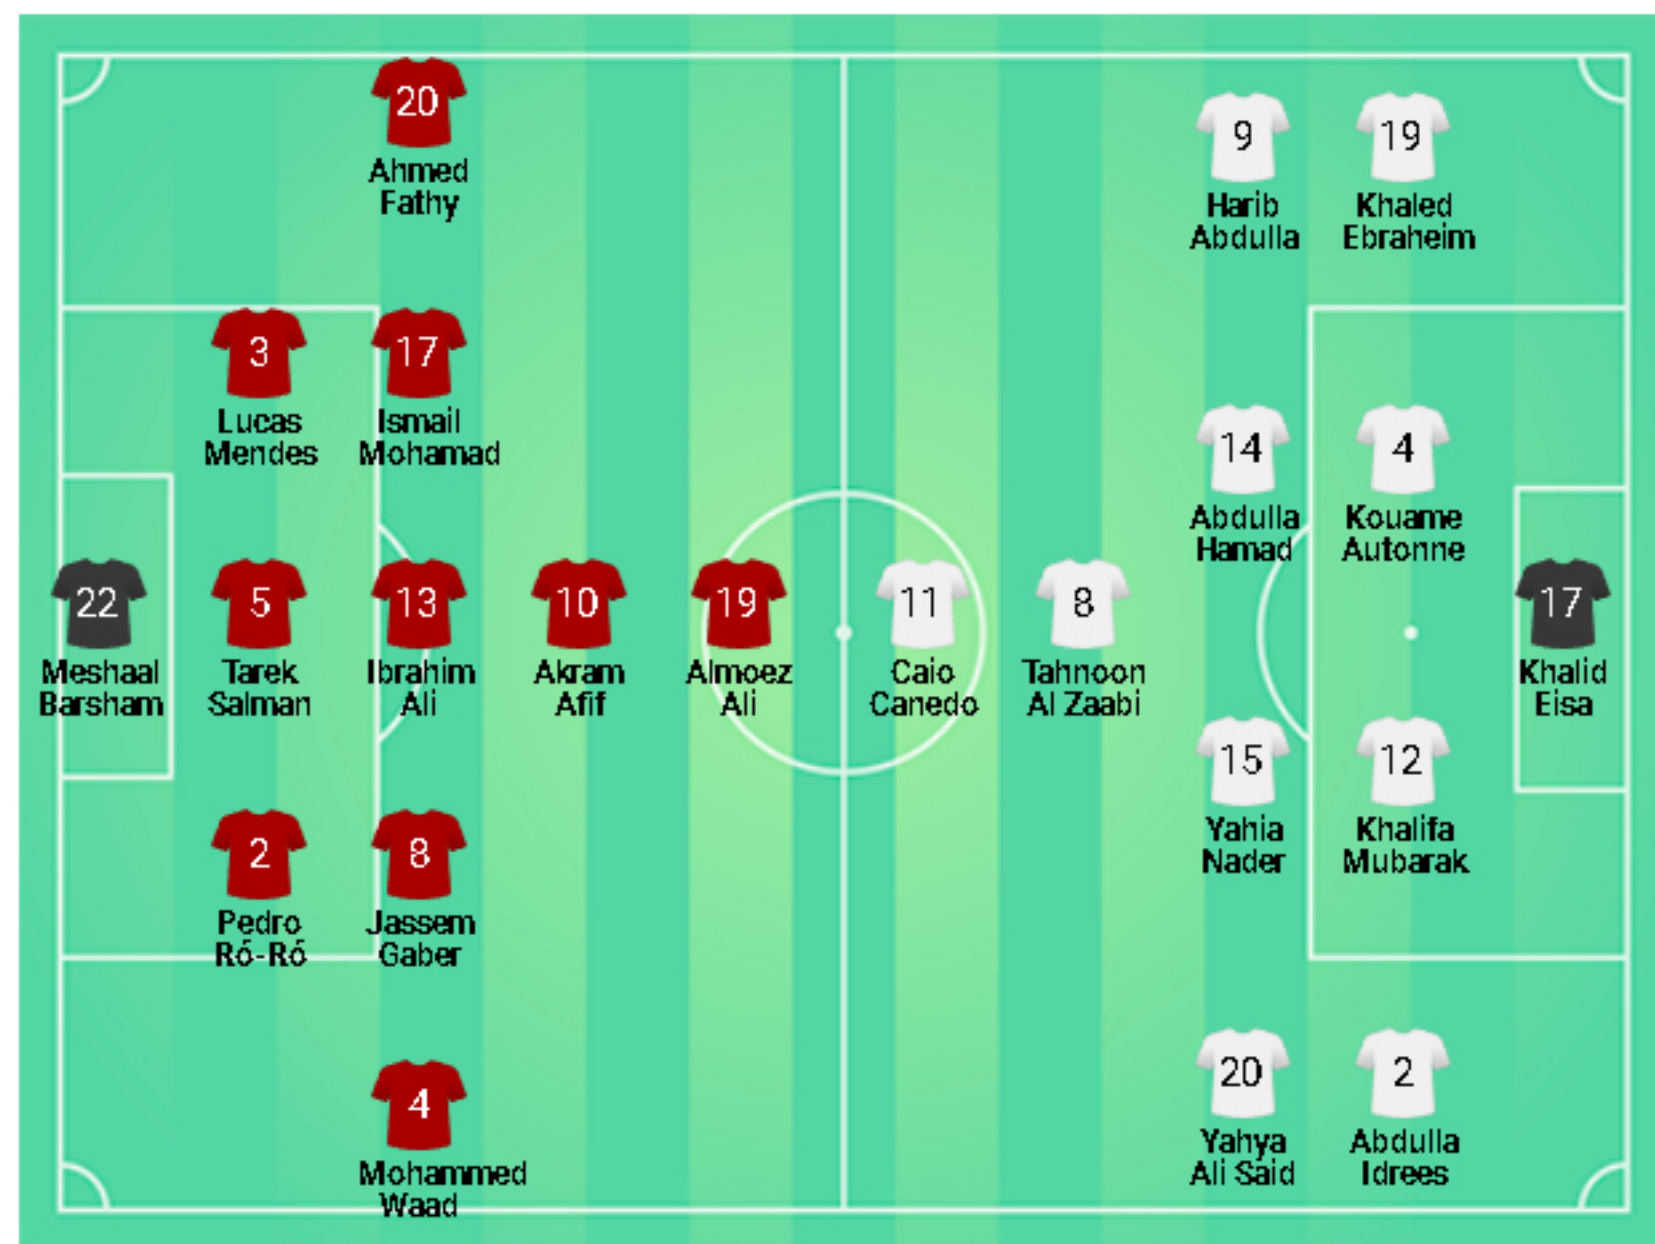 20
Ahmed
Fathy
9
Harib
Abdulla
19
Khaled
Ebraheim
3
Lucas
Mendes
17
Ismail
Mohamad
14
Abdulla
Hamad
4
Kouame
Autonne
22
Meshaal
Barsham
5
Tarek
Salman
13
Ibrahim
Ali
10
Akram
Afif
19
Almoez
Ali
11
Caio
Canedo
8
Tahnoon
Al Zaabi
17
Khalid
Eisa
15
Yahia
Nader
12
Khalifa
Mubarak
2
Pedro
Ró-Ró
8
Jassem
Gaber
20
Yahya
Ali Said
2
Abdulla
Idrees
4
Mohammed
Waad